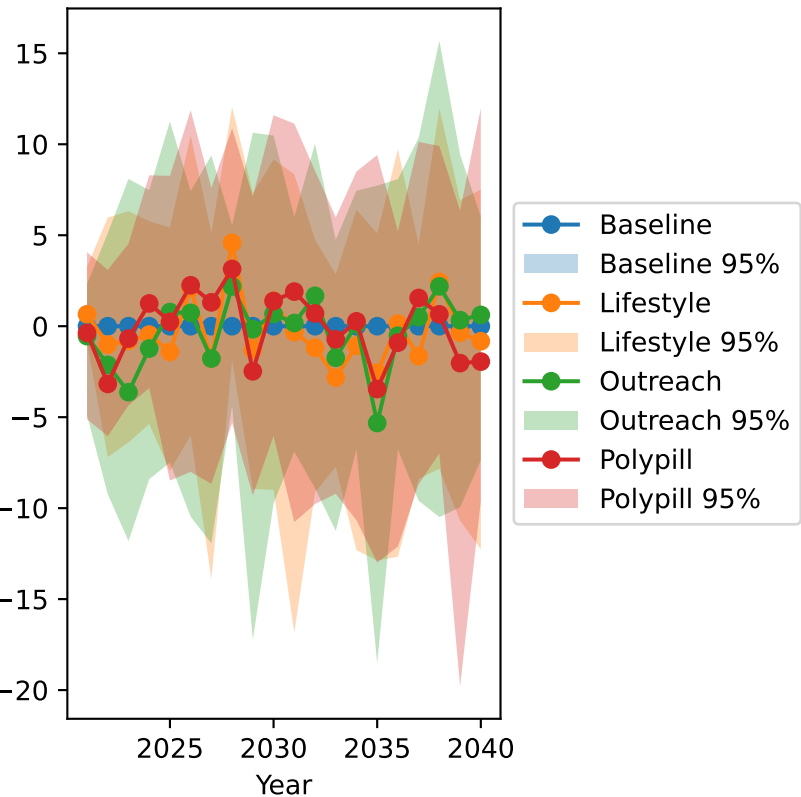 15
10
5
0
−5
−10
−15
−20
2025 2030 2035 2040
Year
Baseline
Baseline 95%
Lifestyle
Lifestyle 95%
Outreach
Outreach 95%
Polypill
Polypill 95%